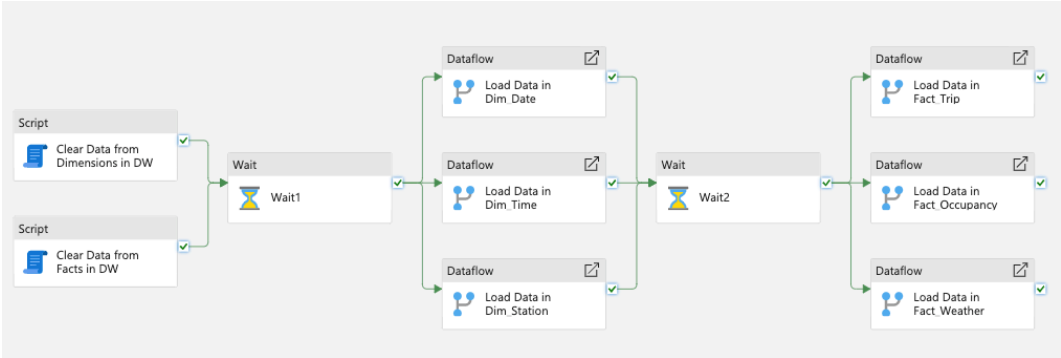 Script
Clear Data from
Dimensions in DW
Script
Clear Data from
Facts in DW
Wait
Wait1
Dataflow
Load Data in
Dim_Date
Dataflow
Load Data in
Dim_Time
Dataflow
Load Data in
Dim_Station
Wait
Wait2
Dataflow
Load Data in
Fact_Trip
Dataflow
Load Data in
Fact_Occupancy
Dataflow
Load Data in
Fact_Weather